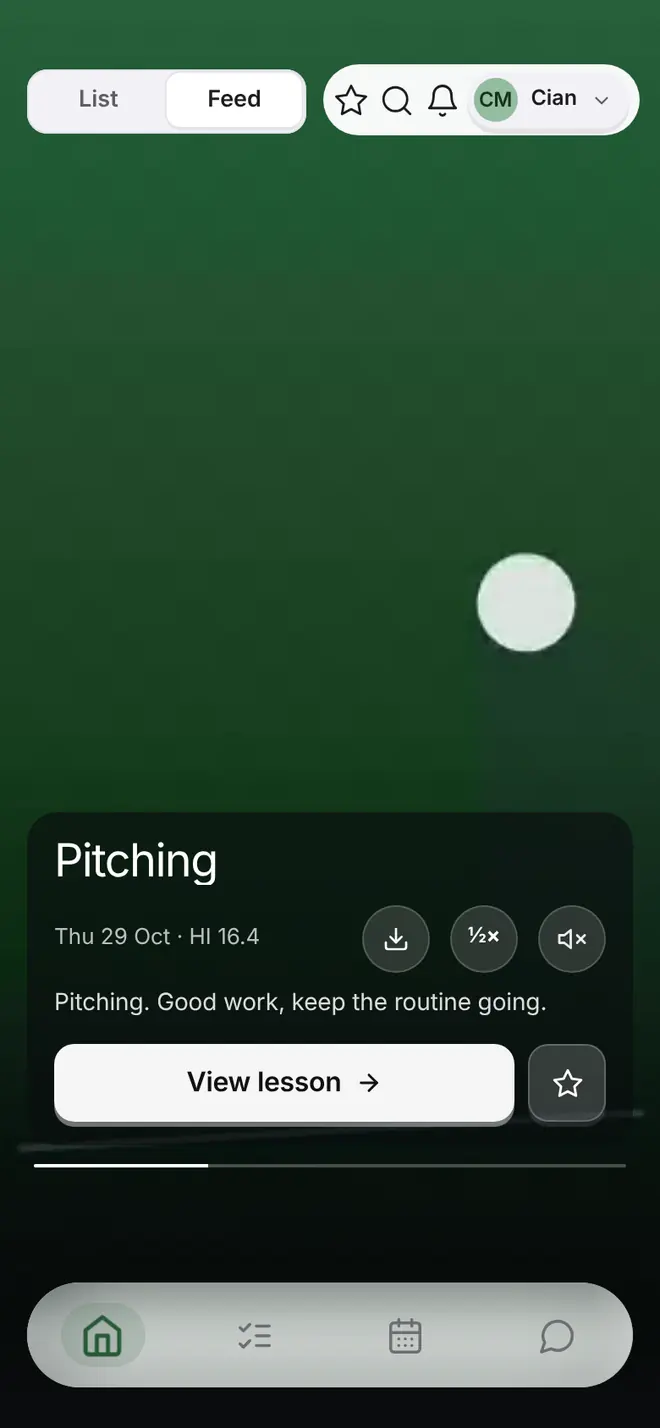 List
Feed
CM
Cian
Pitching
Thu 29 Oct · HI 16.4
½×
Pitching. Good work, keep the routine going.
View lesson →